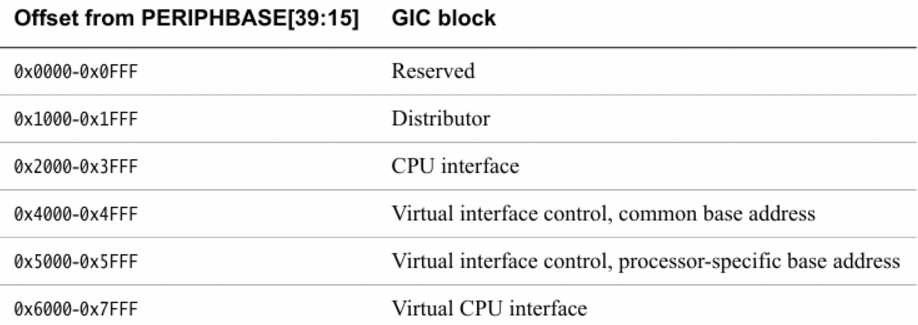 Offset from PERIPHBASE[39:15] GIC block
0x0000-0x0FFF Reserved
0x1000-0x1FFF Distributor
0x2000-0x3FFF CPU interface
0x4000-0x4FFF Virtual interface control, common base address
0x5000-0x5FFF Virtual interface control, processor-specific base address
0x6000-0x7FFF Virtual CPU interface